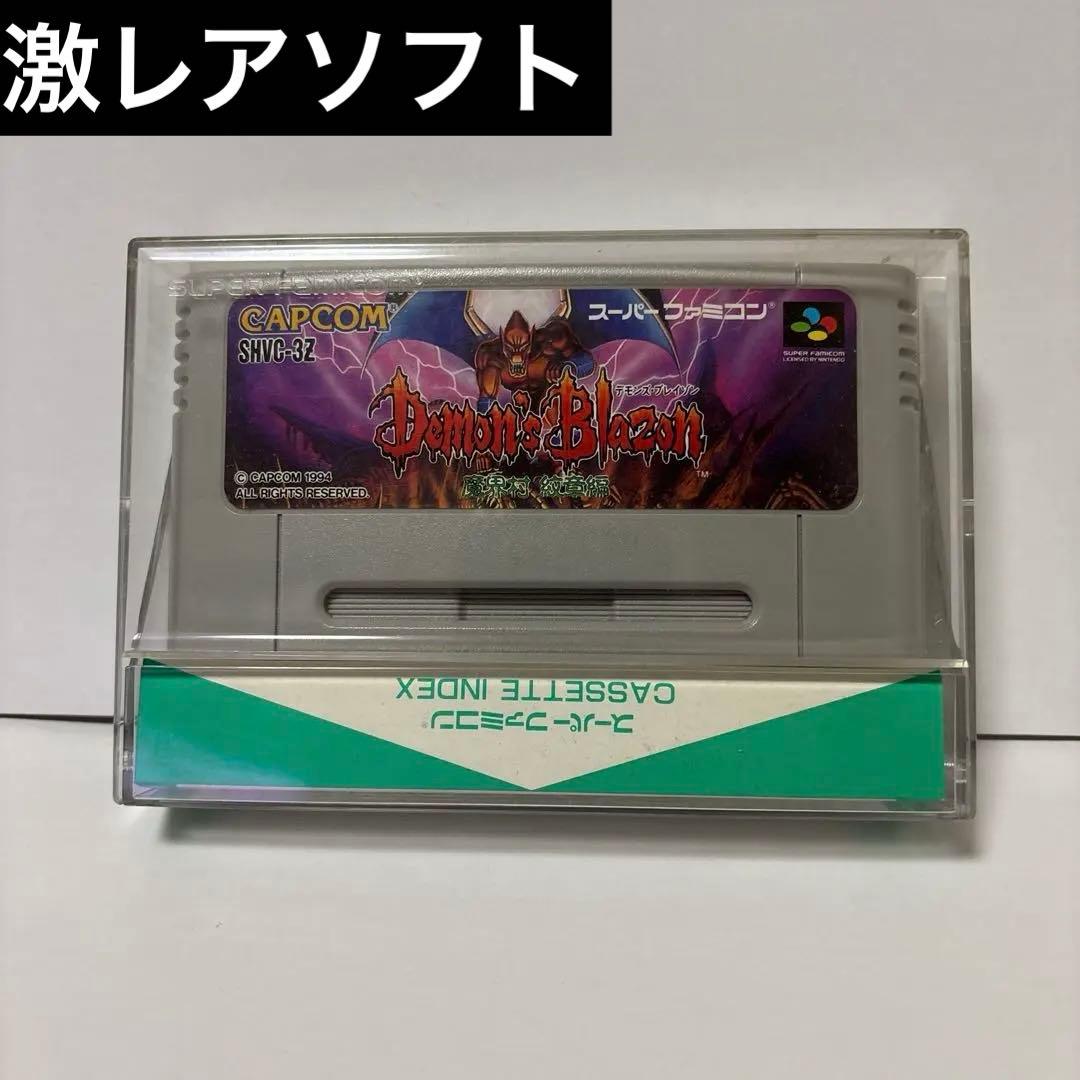 激レアソフト
SUPER FAMICOM
CAPCOM®
SHVC-3Z
スーパーファミコン®
SUPER FAMICOM
LICENSED BY NINTENDO
デモンズ・ブレイゾン
Demon's Blazon
TM
魔界村 紋章編
© CAPCOM 1994
ALL RIGHTS RESERVED.
CASSETTE INDEX
スーパーファミコン®